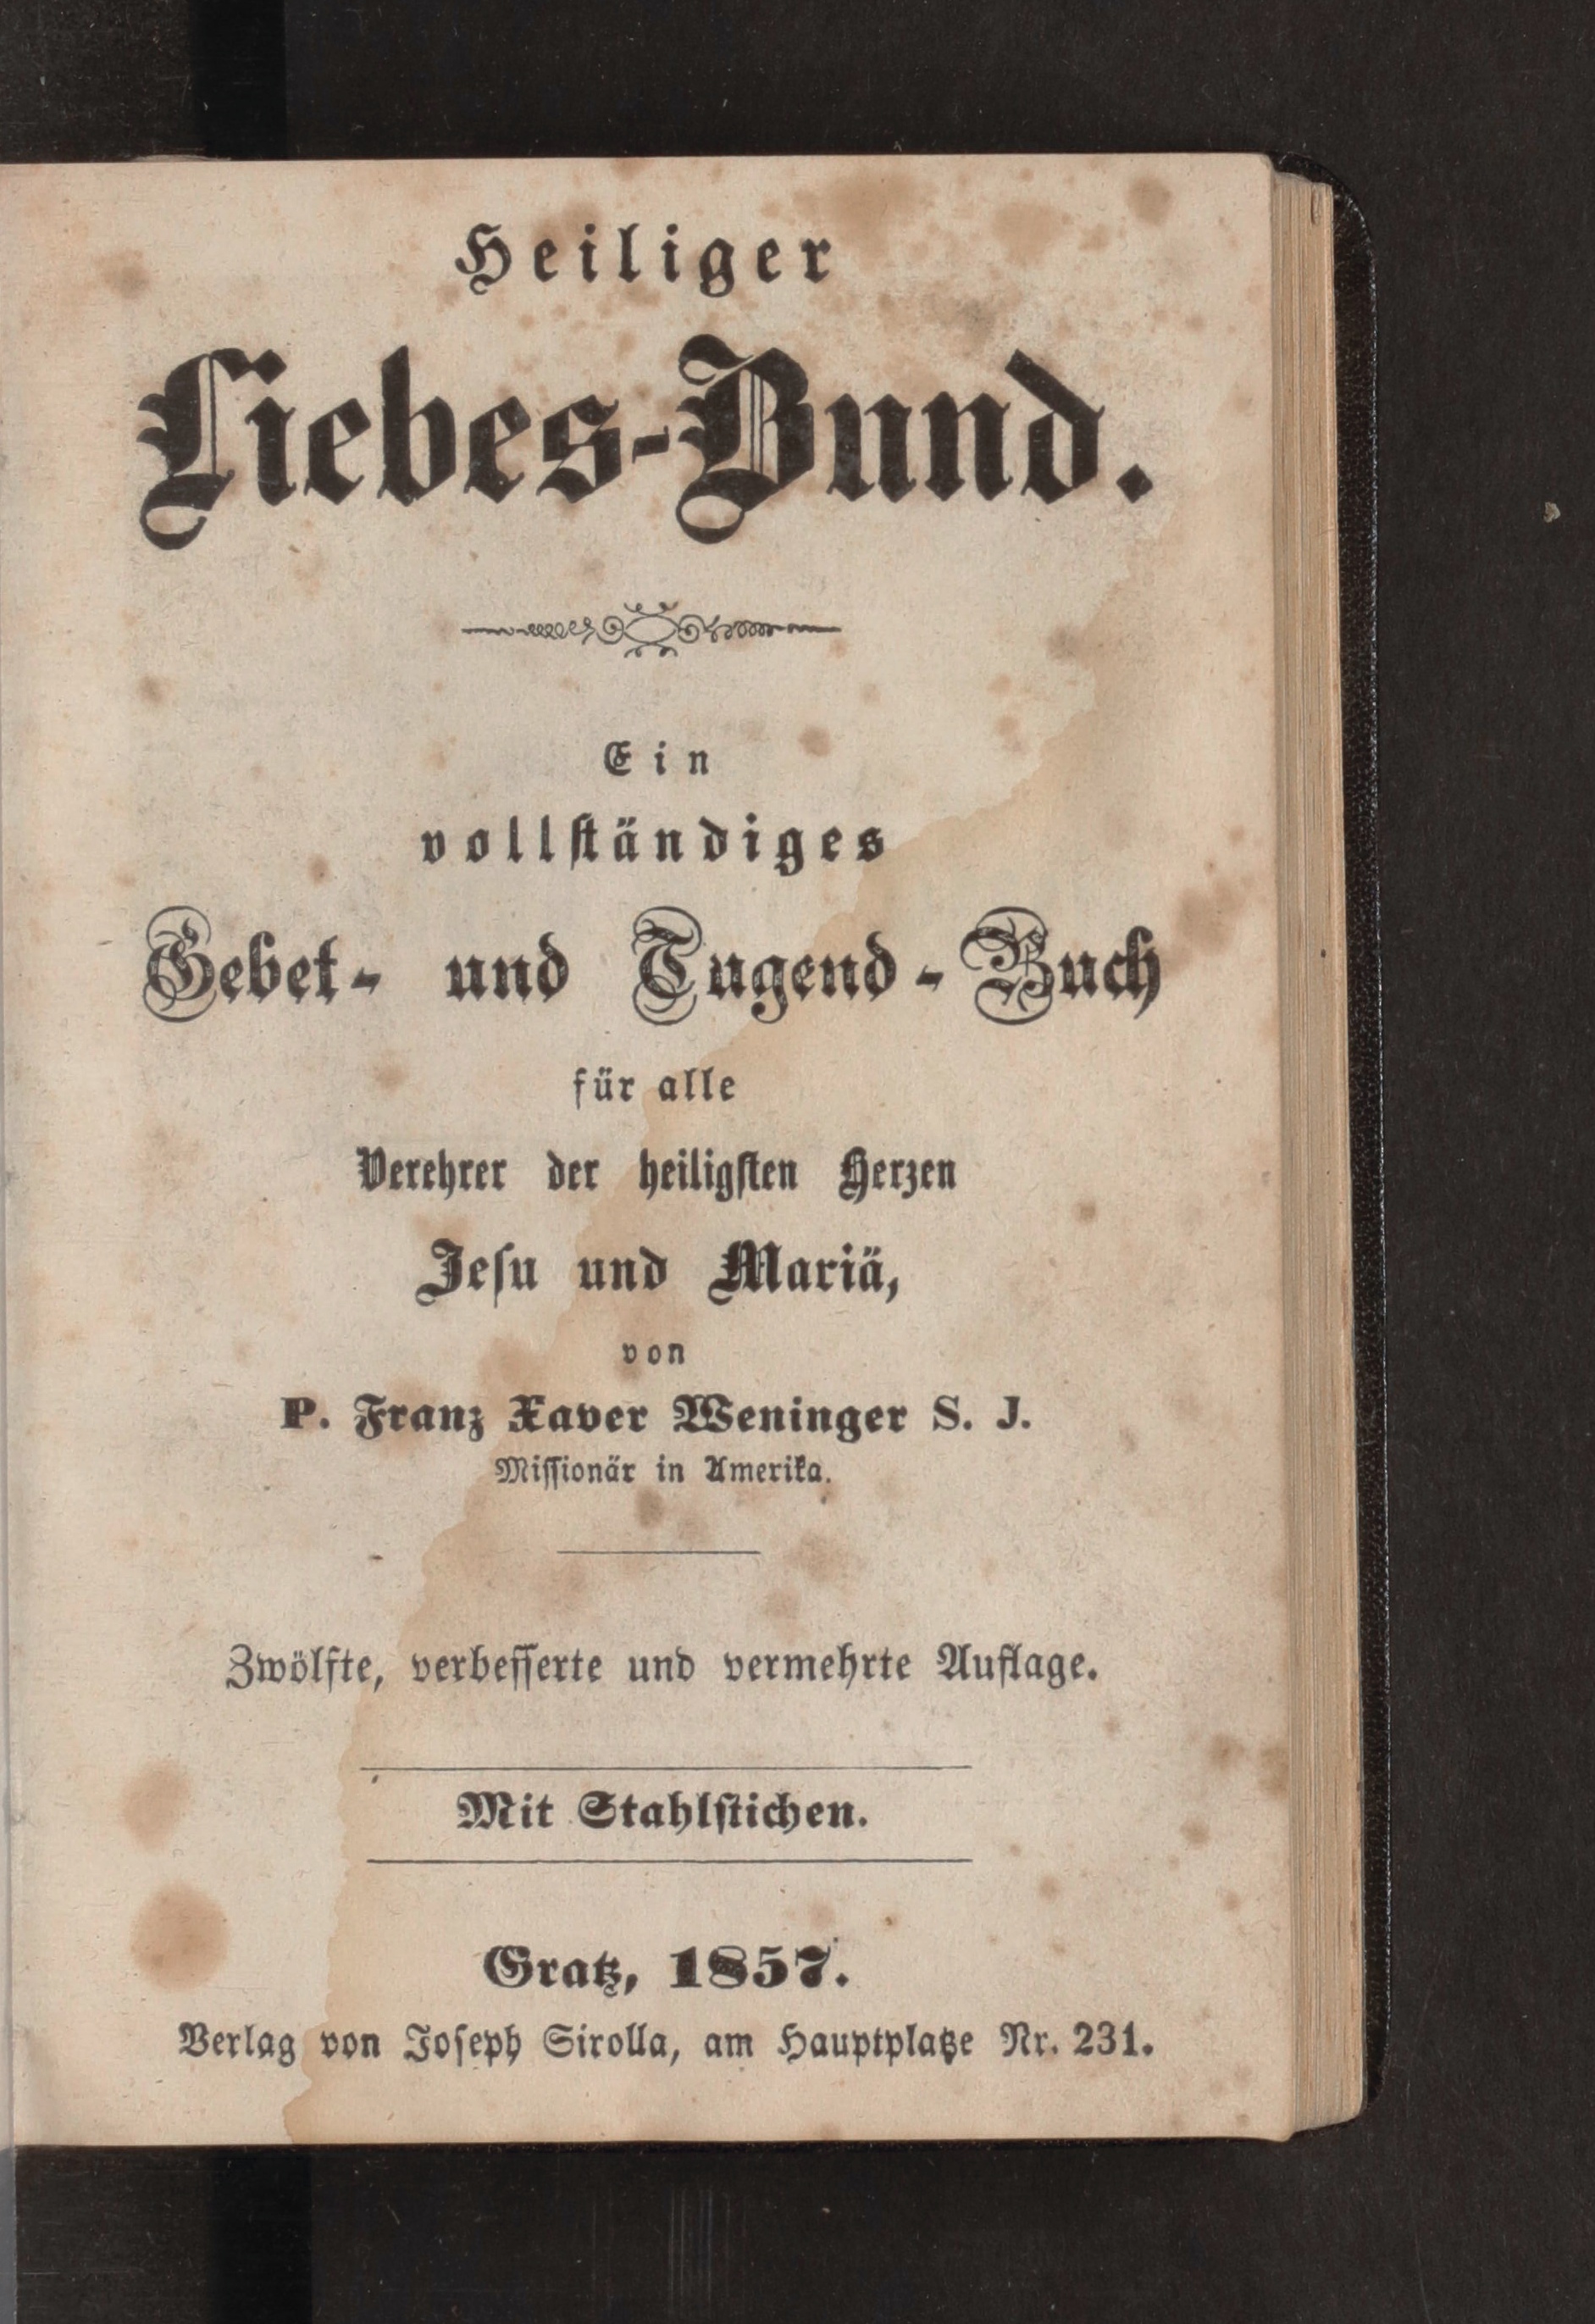 Heiliger
Liebes-Bund.
Ein
vollſtändiges
Gebet- und Tugend-Buch
für alle
Verehrer der heiligſten Herzen
Jeſu und Mariä,
von
P. Franz Xaver Weninger S. J.
Miſſionär in Amerika.
Zwölfte, verbeſſerte und vermehrte Auflage.
Mit Stahlſtichen.
Gratz, 1857.
Verlag von Joſeph Sirolla, am Hauptplatze Nr. 231.